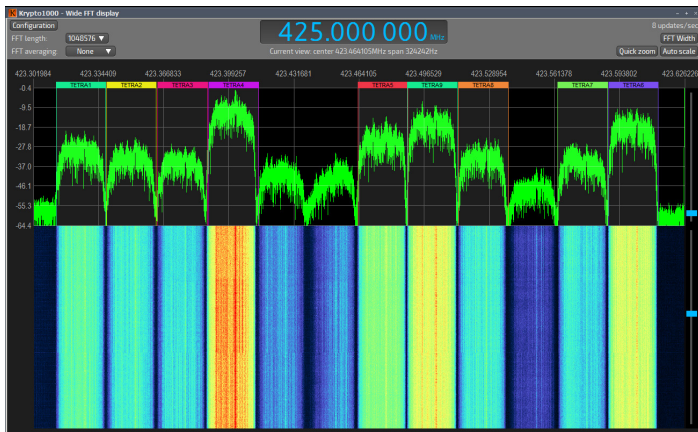 Krypto1000 - Wide FFT display
Configuration
425.000 000 MHz
8 updates/sec
FFT length: 1048576
FFT Width
FFT averaging: None
Current view: center 423.464105MHz span 324242Hz
Quick zoom
Auto scale
423.301984 423.334409 423.366833 423.399257 423.431681 423.464105 423.496529 423.528954 423.561378 423.593802 423.626226
TETRA1 TETRA2 TETRA3 TETRA4 TETRA5 TETRA9 TETRA6 TETRA7 TETRA8
-0.4
-9.5
-18.7
-27.8
-37.0
-46.1
-55.3
-64.4